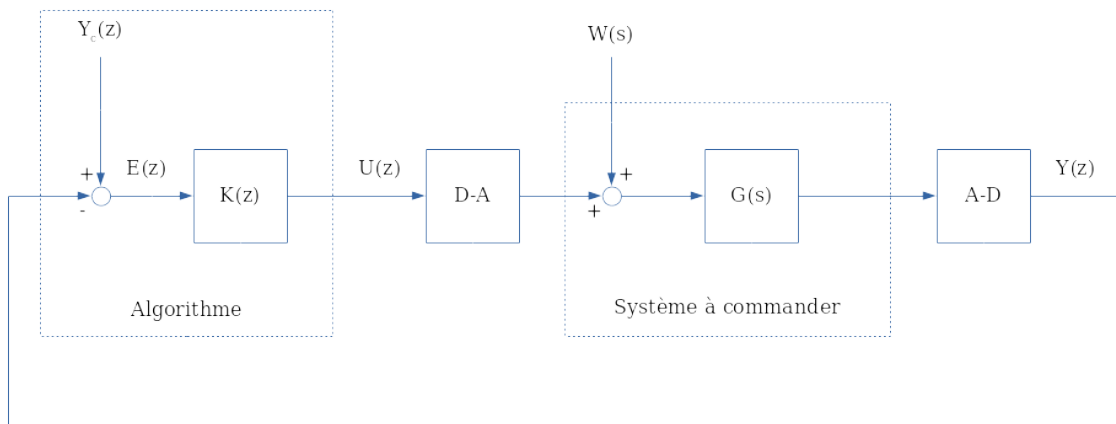 Y_c(z)
W(s)
+
E(z)
K(z)
U(z)
D-A
+
G(s)
A-D
Y(z)
-
+
Algorithme
Système à commander